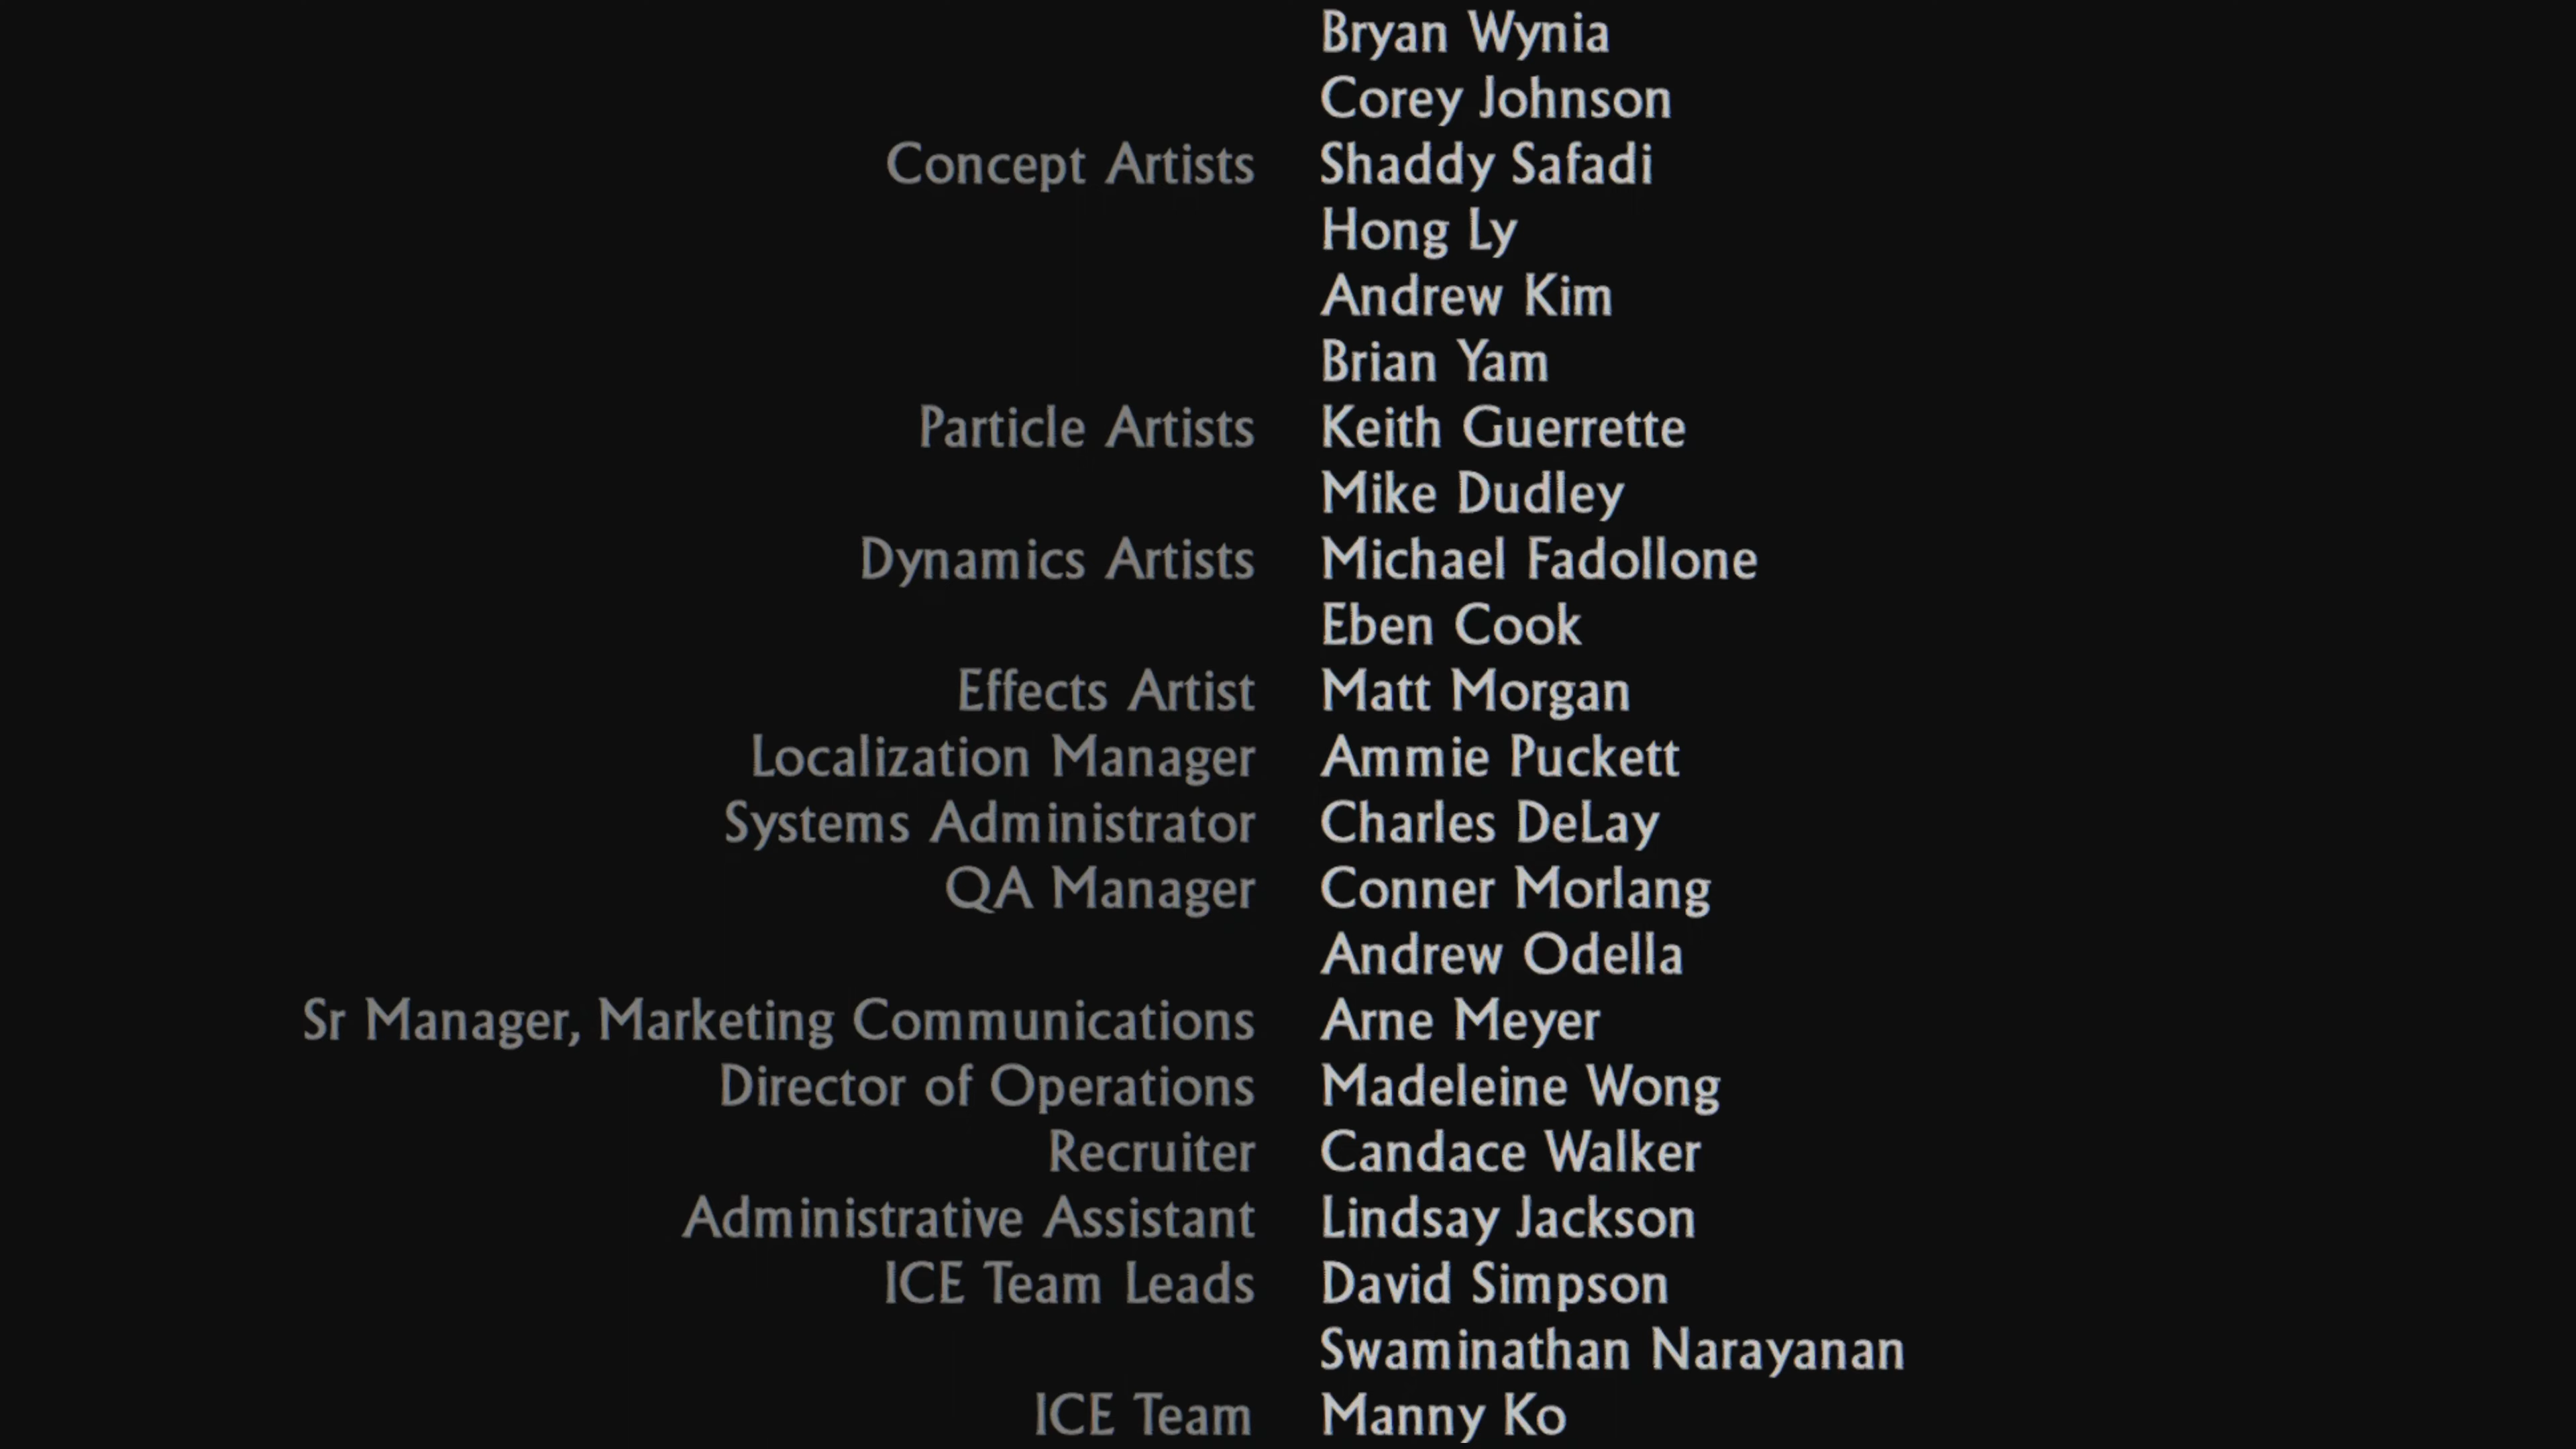 Bryan Wynia
Corey Johnson
Concept Artists Shaddy Safadi
Hong Ly
Andrew Kim
Brian Yam
Particle Artists Keith Guerrette
Mike Dudley
Dynamics Artists Michael Fadollone
Eben Cook
Effects Artist Matt Morgan
Localization Manager Ammie Puckett
Systems Administrator Charles DeLay
QA Manager Conner Morlang
Andrew Odella
Sr Manager, Marketing Communications Arne Meyer
Director of Operations Madeleine Wong
Recruiter Candace Walker
Administrative Assistant Lindsay Jackson
ICE Team Leads David Simpson
Swaminathan Narayanan
ICE Team Manny Ko